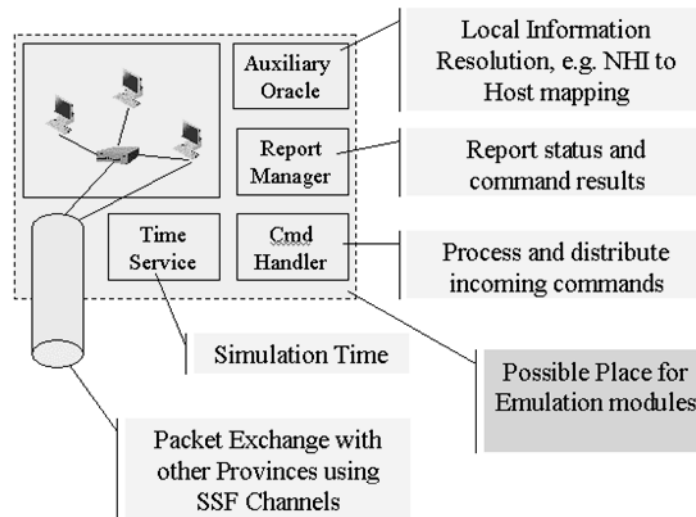 Auxiliary
Oracle
Local Information
Resolution, e.g. NHI to
Host mapping
Report
Manager
Report status and
command results
Time
Service
Cmd
Handler
Process and distribute
incoming commands
Simulation Time
Possible Place for
Emulation modules
Packet Exchange with
other Provinces using
SSF Channels